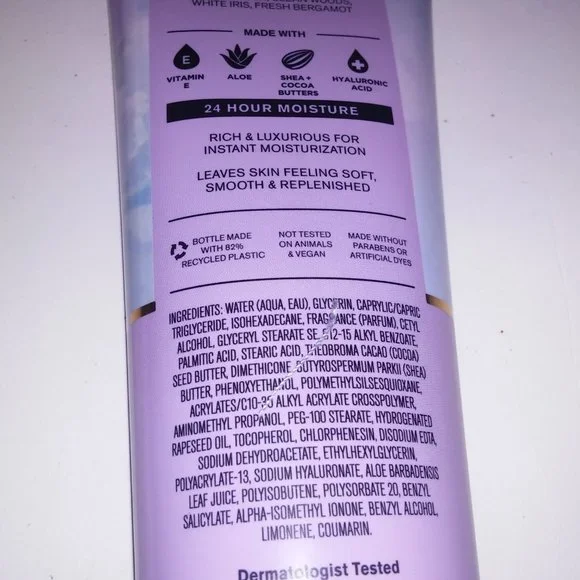 WHITE IRIS, FRESH BERGAMOT
MADE WITH
E
VITAMIN
E
ALOE
SHEA +
COCOA
BUTTERS
HYALURONIC
ACID
24 HOUR MOISTURE
RICH & LUXURIOUS FOR
INSTANT MOISTURIZATION
LEAVES SKIN FEELING SOFT,
SMOOTH & REPLENISHED
BOTTLE MADE
WITH 82%
RECYCLED PLASTIC
NOT TESTED
ON ANIMALS
& VEGAN
MADE WITHOUT
PARABENS OR
ARTIFICIAL DYES
INGREDIENTS: WATER (AQUA, EAU), GLYCERIN, CAPRYLIC/CAPRIC
TRIGLYCERIDE, ISOHEXADECANE, FRAGRANCE (PARFUM), CETYL
ALCOHOL, GLYCERYL STEARATE SE, C12-15 ALKYL BENZOATE,
PALMITIC ACID, STEARIC ACID, THEOBROMA CACAO (COCOA)
SEED BUTTER, DIMETHICONE, BUTYROSPERMUM PARKII (SHEA)
BUTTER, PHENOXYETHANOL, POLYMETHYLSILSESQUIOXANE,
ACRYLATES/C10-30 ALKYL ACRYLATE CROSSPOLYMER,
AMINOMETHYL PROPANOL, PEG-100 STEARATE, HYDROGENATED
RAPESEED OIL, TOCOPHEROL, CHLORPHENESIN, DISODIUM EDTA,
SODIUM DEHYDROACETATE, ETHYLHEXYLGLYCERIN,
POLYACRYLATE-13, SODIUM HYALURONATE, ALOE BARBADENSIS
LEAF JUICE, POLYISOBUTENE, POLYSORBATE 20, BENZYL
SALICYLATE, ALPHA-ISOMETHYL IONONE, BENZYL ALCOHOL,
LIMONENE, COUMARIN.
Dermatologist Tested